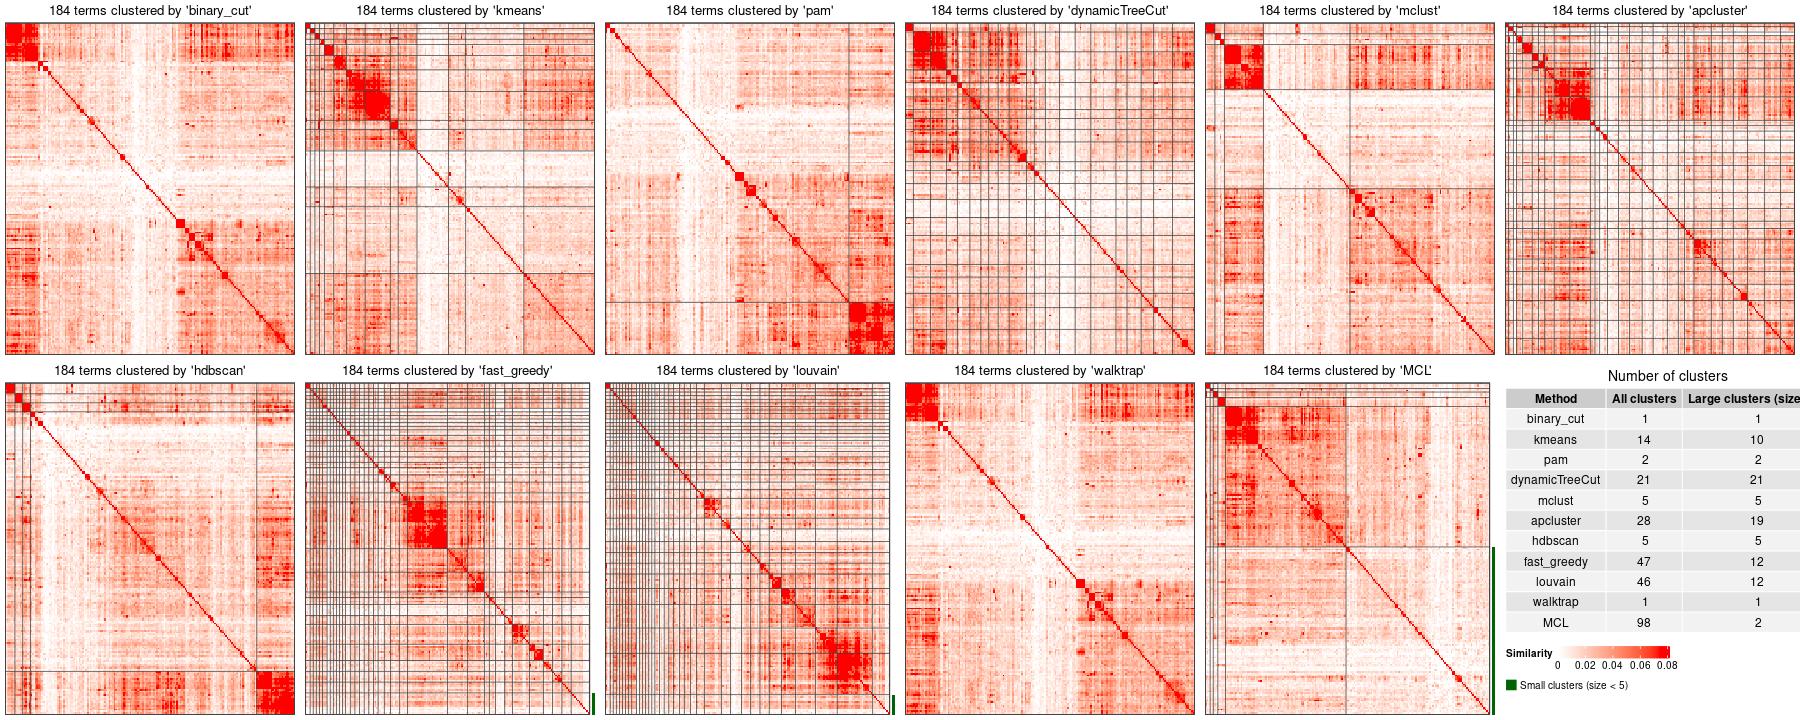 184 terms clustered by 'binary_cut'
184 terms clustered by 'kmeans'
184 terms clustered by 'pam'
184 terms clustered by 'dynamicTreeCut'
184 terms clustered by 'mclust'
184 terms clustered by 'apcluster'
184 terms clustered by 'hdbscan'
184 terms clustered by 'fast_greedy'
184 terms clustered by 'louvain'
184 terms clustered by 'walktrap'
184 terms clustered by 'MCL'
Number of clusters
Method All clusters Large clusters (size
binary_cut 1 1
kmeans 14 10
pam 2 2
dynamicTreeCut 21 21
mclust 5 5
apcluster 28 19
hdbscan 5 5
fast_greedy 47 12
louvain 46 12
walktrap 1 1
MCL 98 2
Similarity
0 0.02 0.04 0.06 0.08
Small clusters (size < 5)